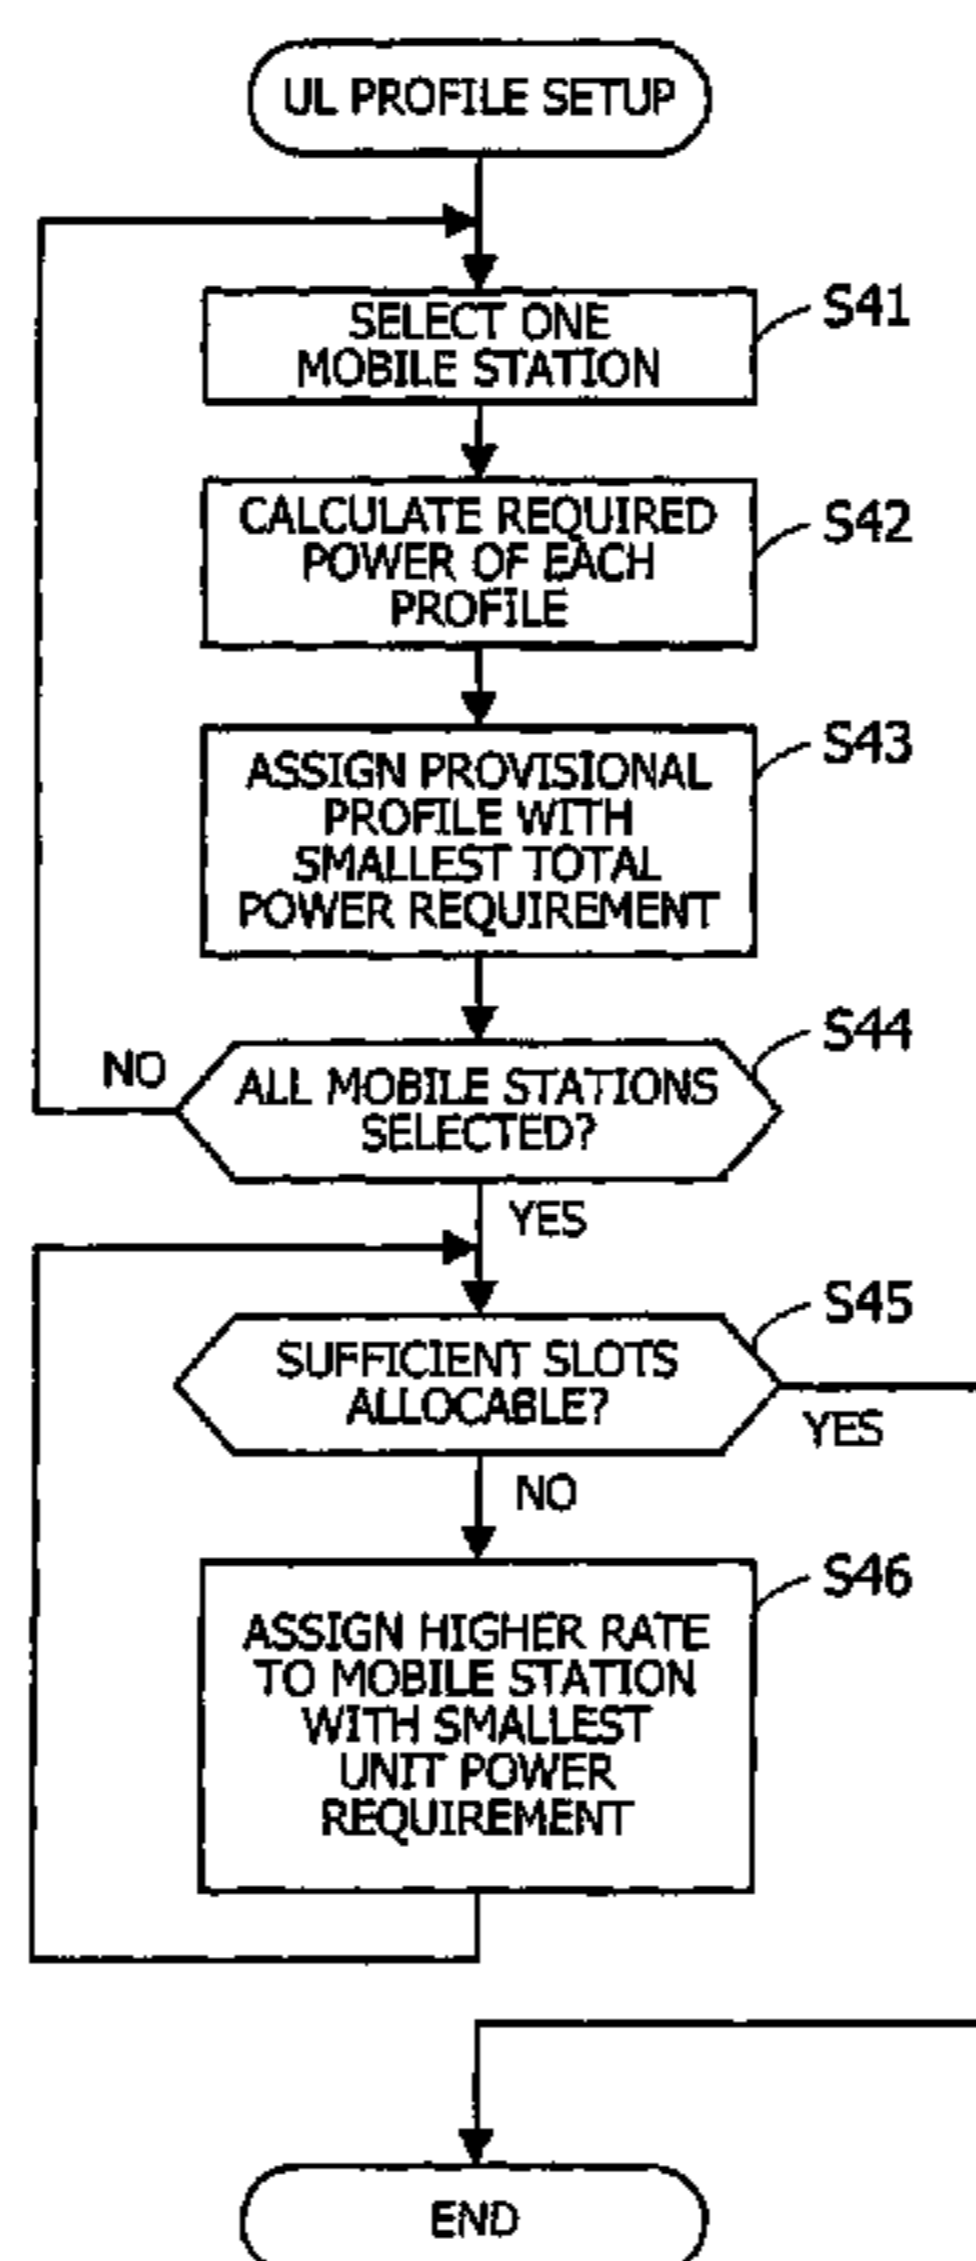 UL PROFILE SETUP
SELECT ONE
MOBILE STATION
S41
CALCULATE REQUIRED
POWER OF EACH
PROFILE
S42
ASSIGN PROVISIONAL
PROFILE WITH
SMALLEST TOTAL
POWER REQUIREMENT
S43
ALL MOBILE STATIONS
SELECTED?
S44
NO
YES
SUFFICIENT SLOTS
ALLOCABLE?
S45
YES
NO
ASSIGN HIGHER RATE
TO MOBILE STATION
WITH SMALLEST
UNIT POWER
REQUIREMENT
S46
END